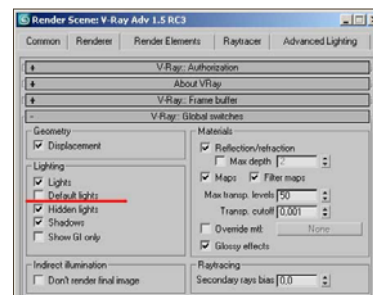 Render Scene: V-Ray Adv 1.5 RC3
Common Renderer Render Elements Raytracer Advanced Lighting
+ V-Ray:: Authorization
+ About VRay
+ V-Ray:: Frame buffer
- V-Ray:: Global switches
Geometry
Displacement
Lighting
Lights
Default lights
Hidden lights
Shadows
Show GI only
Indirect illumination
Don't render final image
Materials
Reflection/refraction
Max depth 2
Maps Filter maps
Max transp. levels 50
Transp. cutoff 0,001
Override mtl: None
Glossy effects
Raytracing
Secondary rays bias 0,0